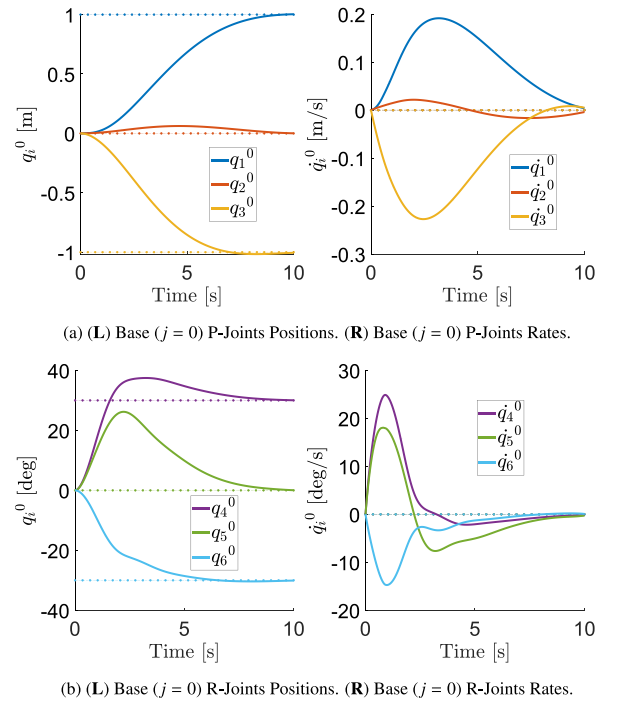 1
0.5
0
-0.5
-1
0 5 10
q_i^0 [m]
Time [s]
q_1^0
q_2^0
q_3^0
0.2
0.1
0
-0.1
-0.2
-0.3
0 5 10
q̇_i^0 [m/s]
Time [s]
q̇_1^0
q̇_2^0
q̇_3^0
(a) (L) Base (j = 0) P-Joints Positions. (R) Base (j = 0) P-Joints Rates.
40
20
0
-20
-40
0 5 10
q_i^0 [deg]
Time [s]
q_4^0
q_5^0
q_6^0
30
20
10
0
-10
-20
0 5 10
q̇_i^0 [deg/s]
Time [s]
q̇_4^0
q̇_5^0
q̇_6^0
(b) (L) Base (j = 0) R-Joints Positions. (R) Base (j = 0) R-Joints Rates.